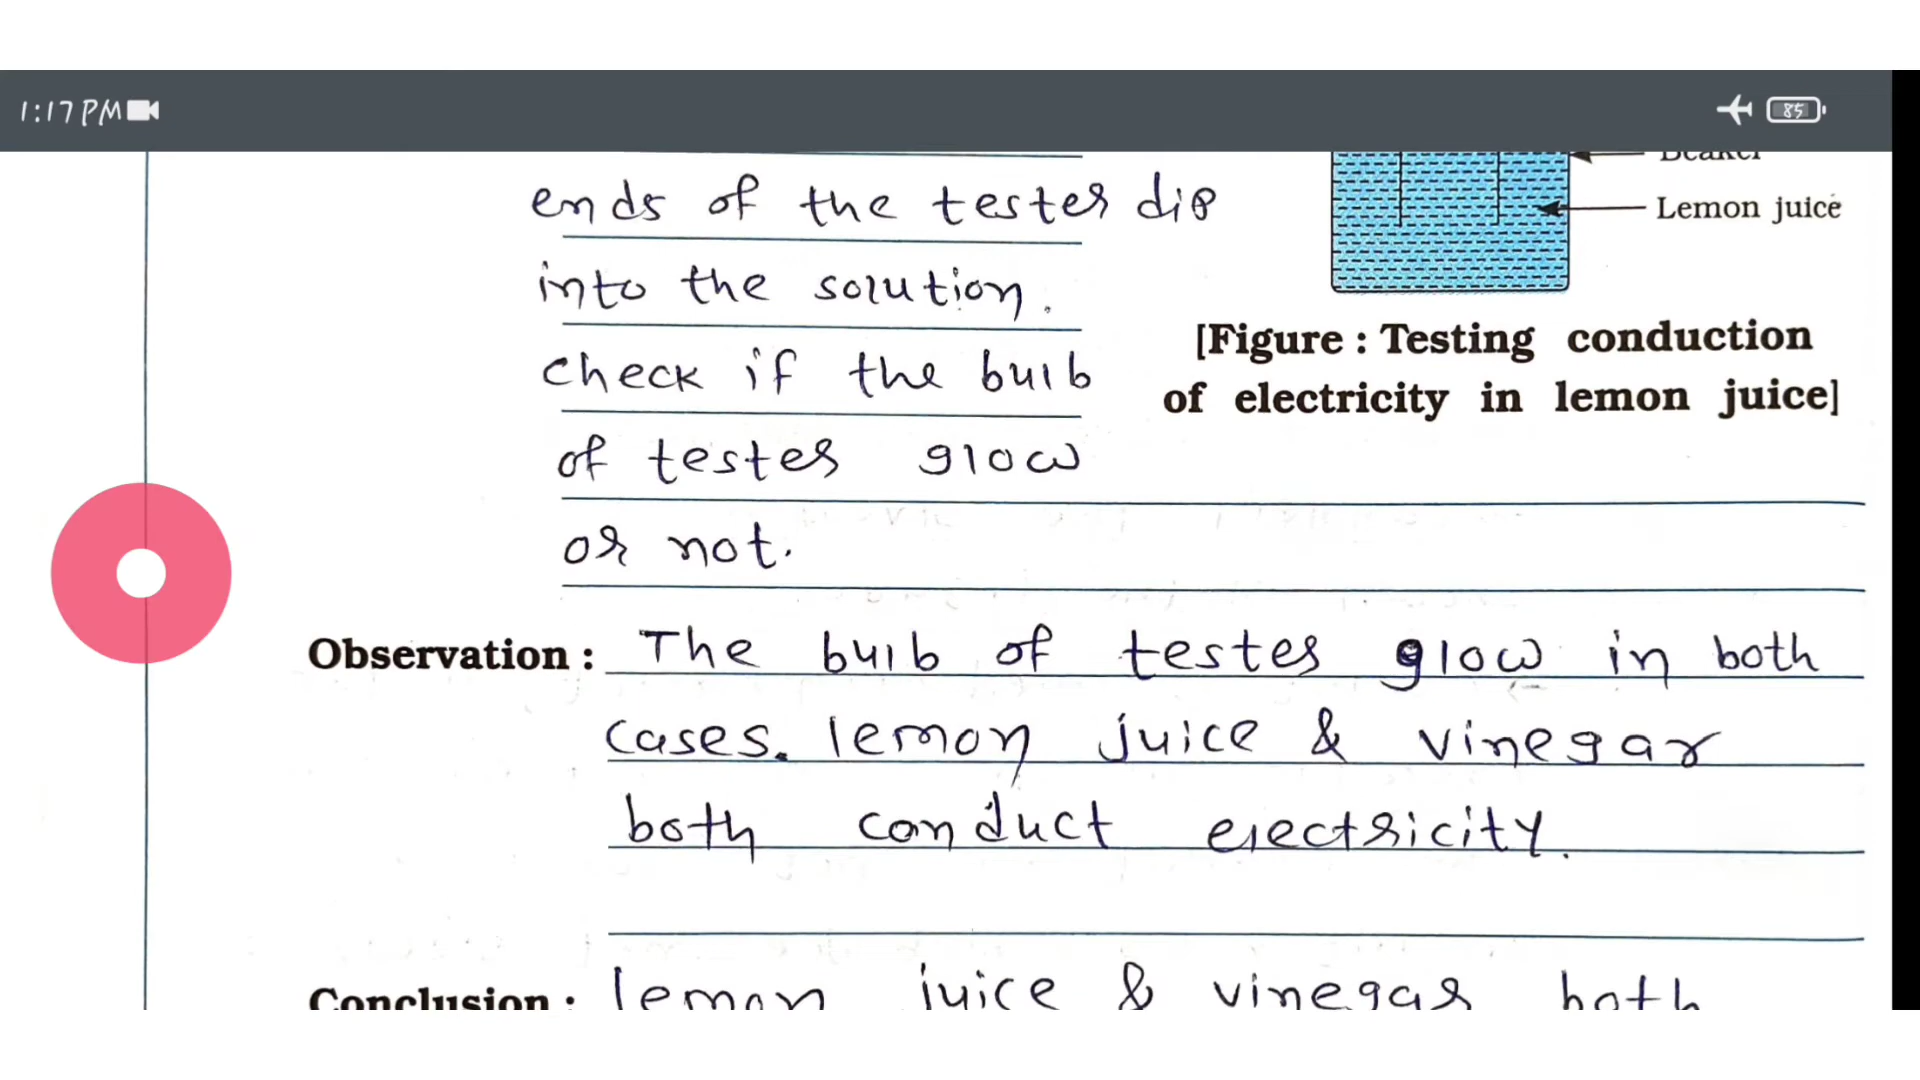 1:17 PM
85
Beaker
ends of the tester dip
Lemon juice
into the solution.
[Figure : Testing conduction
of electricity in lemon juice]
check if the bulb
of tester glow
or not.
Observation : The bulb of tester glow in both
cases. lemon juice & vinegar
both conduct electricity.
Conclusion : lemon juice & vinegar both